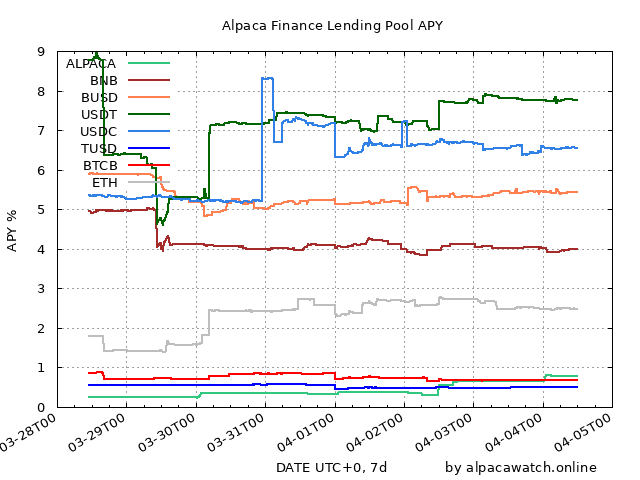 Alpaca Finance Lending Pool APY
9
8
7
6
5
4
3
2
1
0
APY %
ALPACA
BNB
BUSD
USDT
USDC
TUSD
BTCB
ETH
03-28T00
03-29T00
03-30T00
03-31T00
04-01T00
04-02T00
04-03T00
04-04T00
04-05T00
DATE UTC+0, 7d
by alpacawatch.online